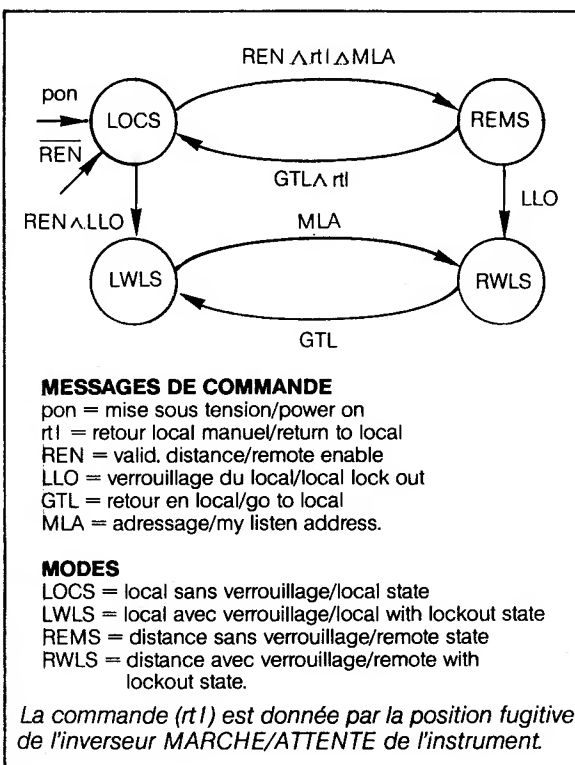 REN ∧rtl△MLA
pon
LOCS
REMS
REN
GTL∧ rtl
LLO
REN∧.LLO
MLA
LWLS
RWLS
GTL
MESSAGES DE COMMANDE
pon = mise sous tension/power on
rtl = retour local manuel/return to local
REN = valid. distance/remote enable
LLO = verrouillage du local/local lock out
GTL = retour en local/go to local
MLA = adressage/my listen address.
MODES
LOCS = local sans verrouillage/local state
LWLS = local avec verrouillage/local with lockout state
REMS = distance sans verrouillage/remote state
RWLS = distance avec verrouillage/remote with
lockout state.
La commande (rtl) est donnée par la position fugitive
de l'inverseur MARCHE/ATTENTE de l'instrument.